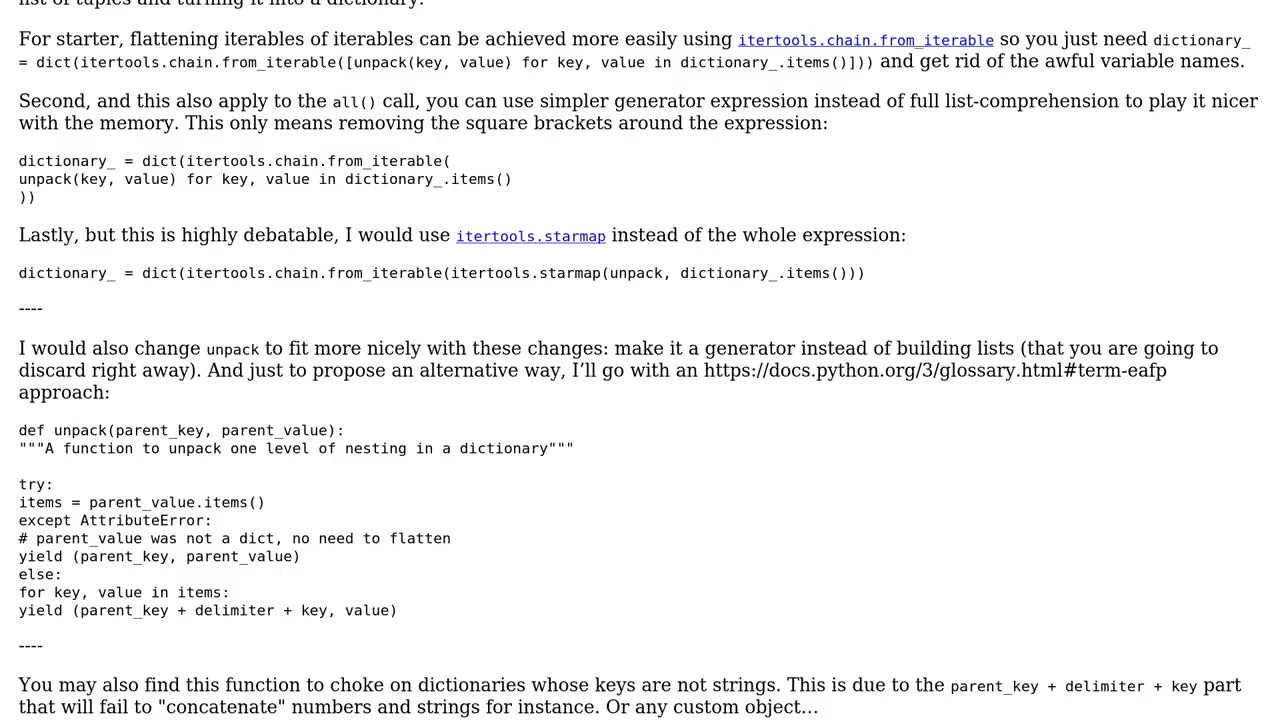 list of tuples and turning it into a dictionary.
For starter, flattening iterables of iterables can be achieved more easily using itertools.chain.from_iterable so you just need dictionary_
= dict(itertools.chain.from_iterable([unpack(key, value) for key, value in dictionary_.items()])) and get rid of the awful variable names.
Second, and this also apply to the all() call, you can use simpler generator expression instead of full list-comprehension to play it nicer
with the memory. This only means removing the square brackets around the expression:
dictionary_ = dict(itertools.chain.from_iterable(
unpack(key, value) for key, value in dictionary_.items()
))
Lastly, but this is highly debatable, I would use itertools.starmap instead of the whole expression:
dictionary_ = dict(itertools.chain.from_iterable(itertools.starmap(unpack, dictionary_.items()))
----
I would also change unpack to fit more nicely with these changes: make it a generator instead of building lists (that you are going to
discard right away). And just to propose an alternative way, I’ll go with an https://docs.python.org/3/glossary.html#term-eafp
approach:
def unpack(parent_key, parent_value):
"""A function to unpack one level of nesting in a dictionary"""
try:
items = parent_value.items()
except AttributeError:
# parent_value was not a dict, no need to flatten
yield (parent_key, parent_value)
else:
for key, value in items:
yield (parent_key + delimiter + key, value)
----
You may also find this function to choke on dictionaries whose keys are not strings. This is due to the parent_key + delimiter + key part
that will fail to "concatenate" numbers and strings for instance. Or any custom object…